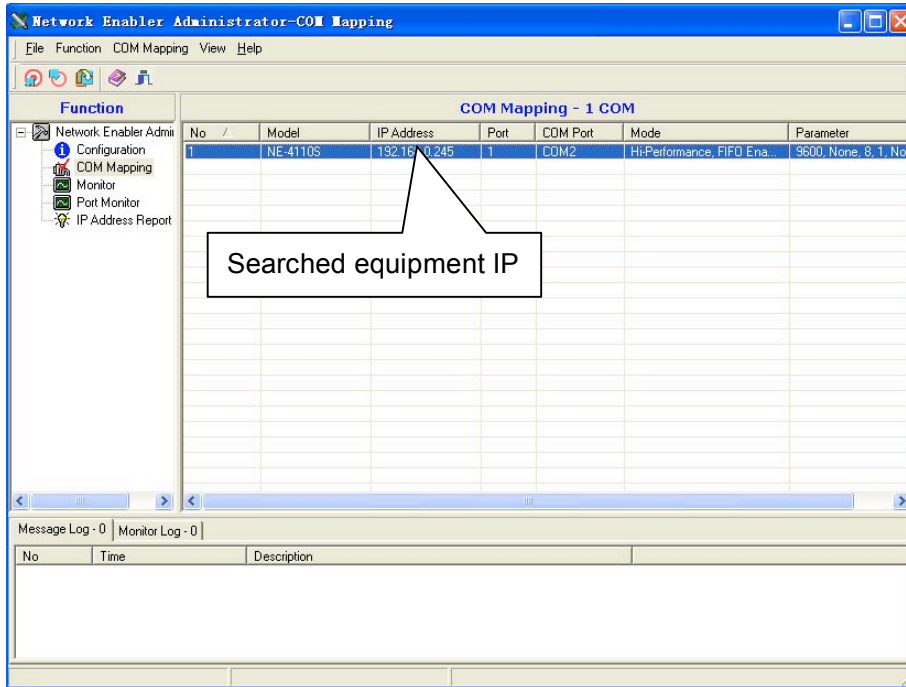 Network Enabler Administrator-COM Mapping
File Function COM Mapping View Help
Function
COM Mapping - 1 COM
Network Enabler Admi
Configuration
COM Mapping
Monitor
Port Monitor
IP Address Report
No Model IP Address Port COM Port Mode Parameter
1 NE-4110S 192.16 0.245 1 COM2 Hi-Performance, FIFO Ena... 9600, None, 8, 1, No
Searched equipment IP
Message Log - 0 Monitor Log - 0
No Time Description